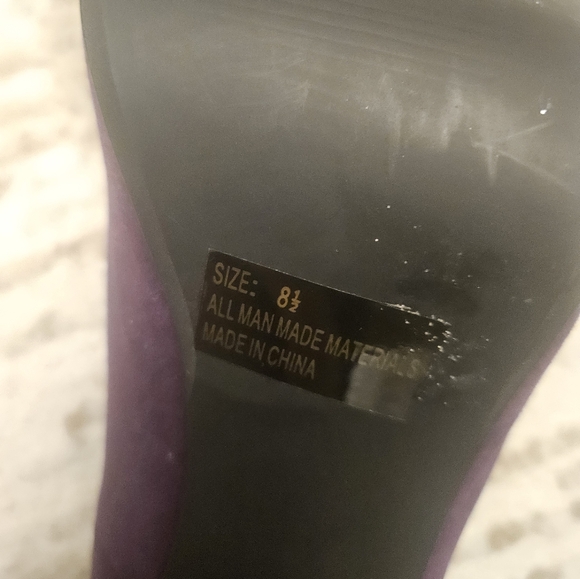 SIZE: 8½
ALL MAN MADE MATERIALS
MADE IN CHINA